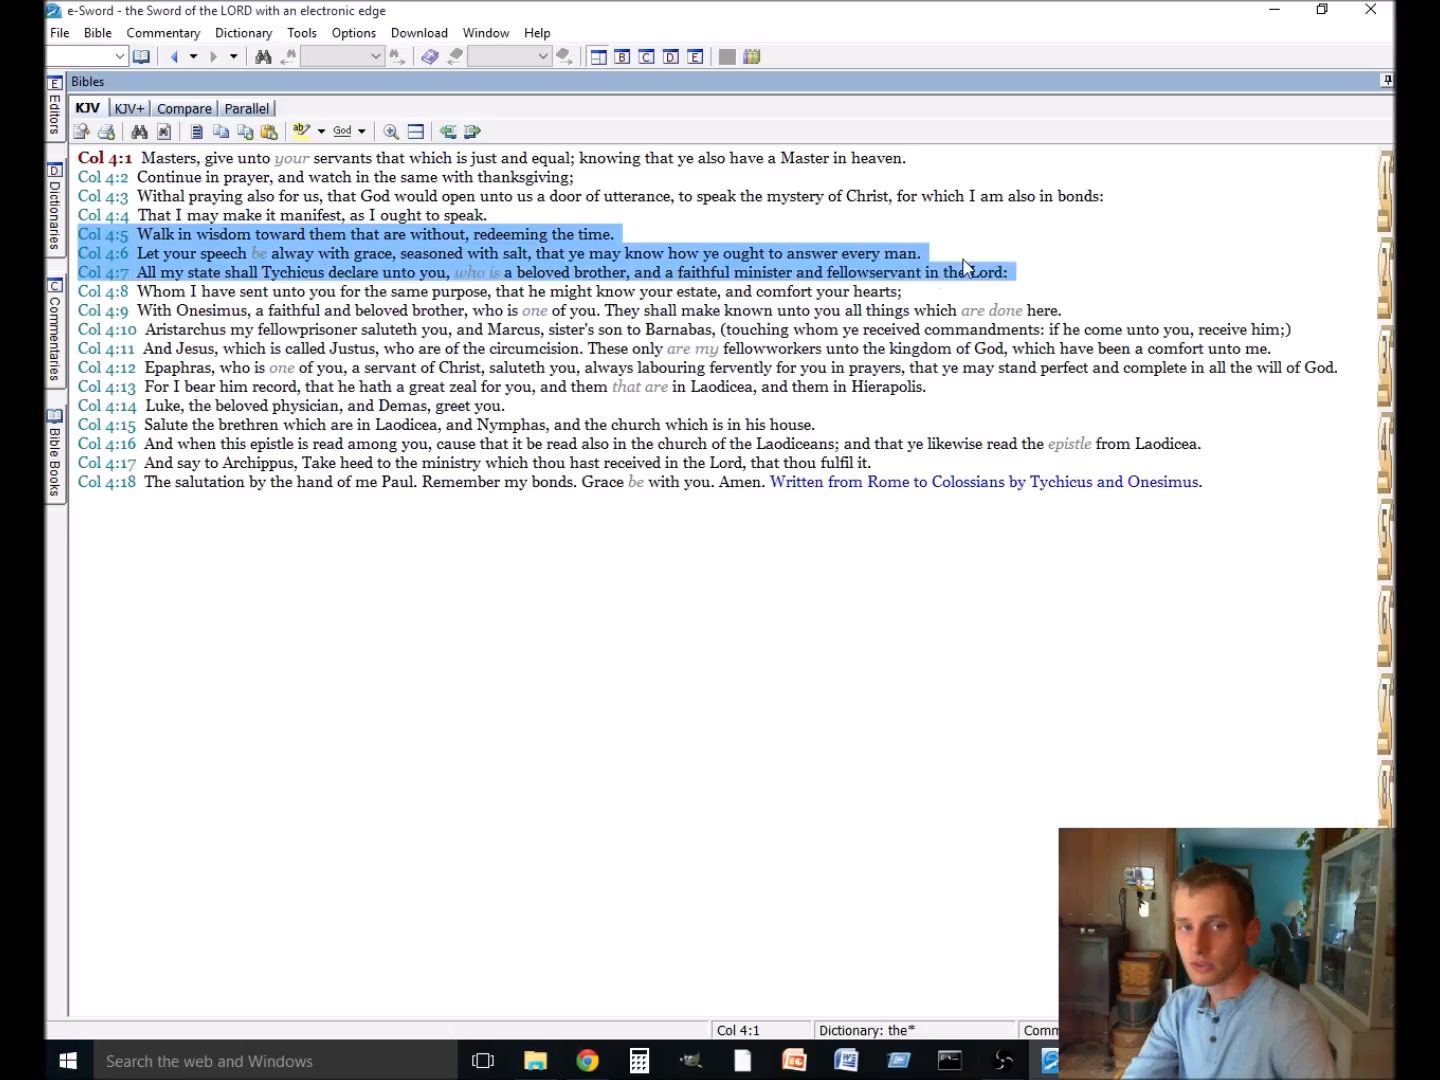 e-Sword - the Sword of the LORD with an electronic edge
File Bible Commentary Dictionary Tools Options Download Window Help
B C D E
Bibles
E Editors
D Dictionaries
C Commentaries
Bible Books
KJV KJV+ Compare Parallel
ab God
Col 4:1 Masters, give unto your servants that which is just and equal; knowing that ye also have a Master in heaven.
Col 4:2 Continue in prayer, and watch in the same with thanksgiving;
Col 4:3 Withal praying also for us, that God would open unto us a door of utterance, to speak the mystery of Christ, for which I am also in bonds:
Col 4:4 That I may make it manifest, as I ought to speak.
Col 4:5 Walk in wisdom toward them that are without, redeeming the time.
Col 4:6 Let your speech be alway with grace, seasoned with salt, that ye may know how ye ought to answer every man.
Col 4:7 All my state shall Tychicus declare unto you, who is a beloved brother, and a faithful minister and fellowservant in the Lord:
Col 4:8 Whom I have sent unto you for the same purpose, that he might know your estate, and comfort your hearts;
Col 4:9 With Onesimus, a faithful and beloved brother, who is one of you. They shall make known unto you all things which are done here.
Col 4:10 Aristarchus my fellowprisoner saluteth you, and Marcus, sister's son to Barnabas, (touching whom ye received commandments: if he come unto you, receive him;)
Col 4:11 And Jesus, which is called Justus, who are of the circumcision. These only are my fellowworkers unto the kingdom of God, which have been a comfort unto me.
Col 4:12 Epaphras, who is one of you, a servant of Christ, saluteth you, always labouring fervently for you in prayers, that ye may stand perfect and complete in all the will of God.
Col 4:13 For I bear him record, that he hath a great zeal for you, and them that are in Laodicea, and them in Hierapolis.
Col 4:14 Luke, the beloved physician, and Demas, greet you.
Col 4:15 Salute the brethren which are in Laodicea, and Nymphas, and the church which is in his house.
Col 4:16 And when this epistle is read among you, cause that it be read also in the church of the Laodiceans; and that ye likewise read the epistle from Laodicea.
Col 4:17 And say to Archippus, Take heed to the ministry which thou hast received in the Lord, that thou fulfil it.
Col 4:18 The salutation by the hand of me Paul. Remember my bonds. Grace be with you. Amen. Written from Rome to Colossians by Tychicus and Onesimus.
Col 4:1 Dictionary: the* Comm
Search the web and Windows